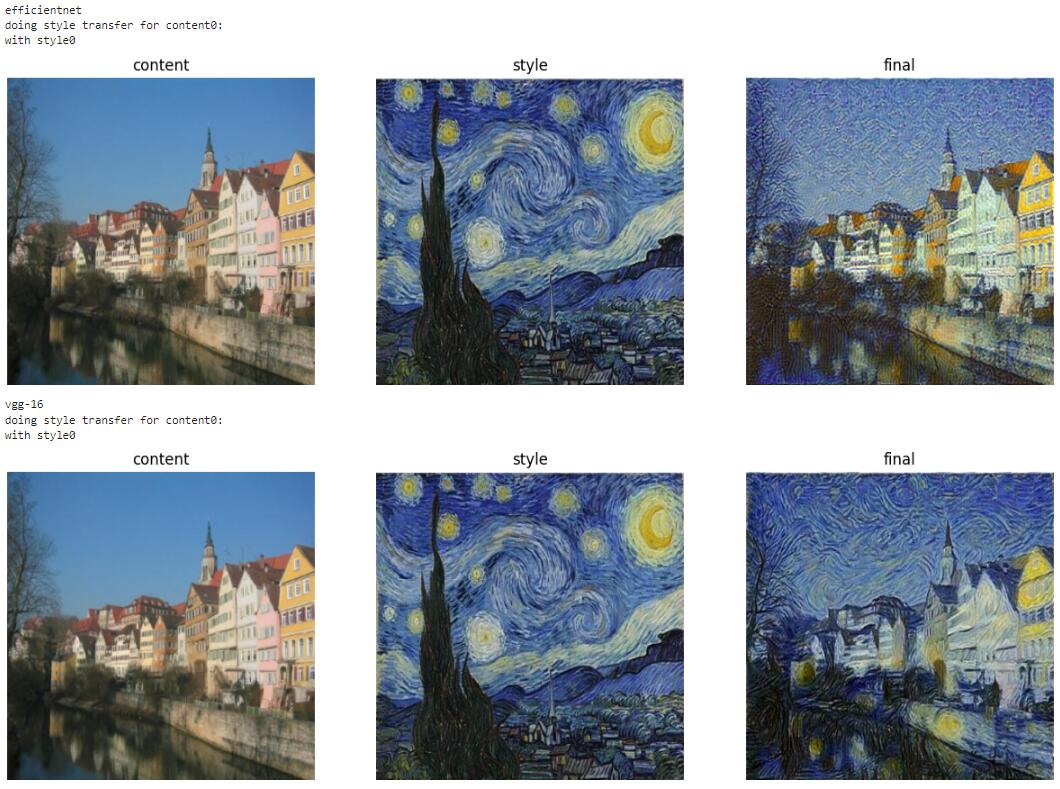 efficientnet
doing style transfer for content0:
with style0
content
style
final
vgg-16
doing style transfer for content0:
with style0
content
style
final